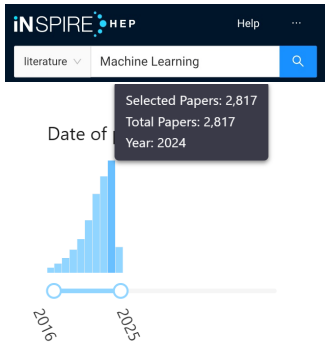 iNSPIRE HEP
Help
...
literature
Machine Learning
Selected Papers: 2,817
Total Papers: 2,817
Year: 2024
Date of
2016
2025